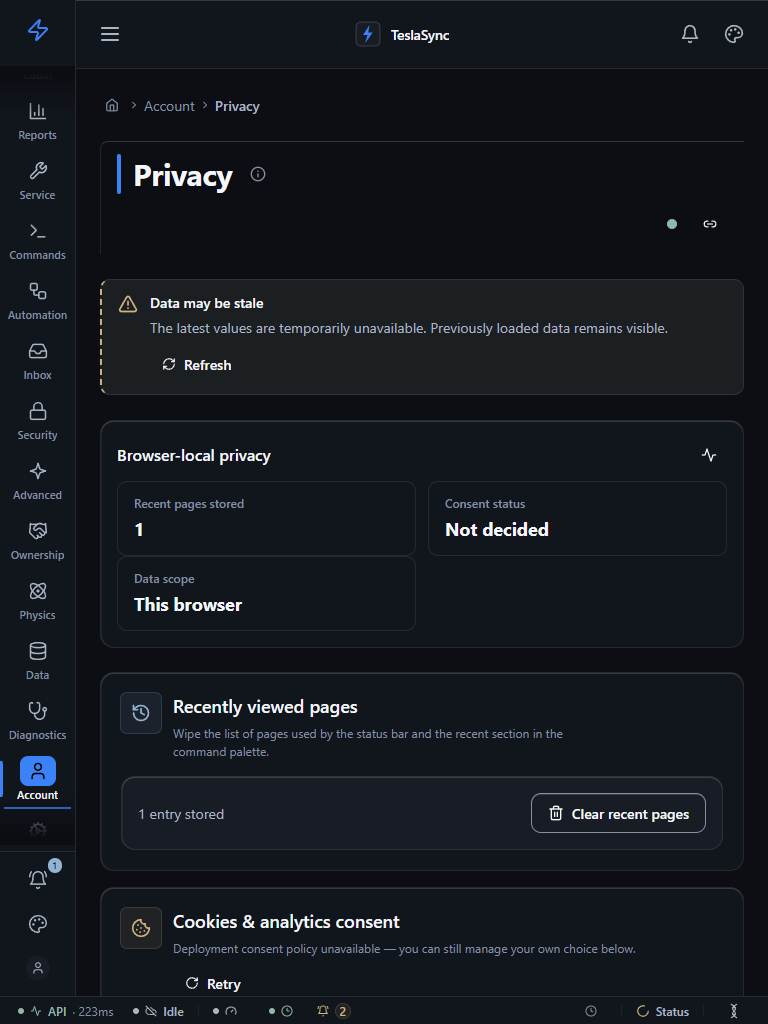 TeslaSync
Reports
Service
Commands
Automation
Inbox
Security
Advanced
Ownership
Physics
Data
Diagnostics
Account
1
Account
Privacy
Privacy
Data may be stale
The latest values are temporarily unavailable. Previously loaded data remains visible.
Refresh
Browser-local privacy
Recent pages stored
1
Consent status
Not decided
Data scope
This browser
Recently viewed pages
Wipe the list of pages used by the status bar and the recent section in the
command palette.
1 entry stored
Clear recent pages
Cookies & analytics consent
Deployment consent policy unavailable — you can still manage your own choice below.
Retry
API · 223ms
Idle
2
Status